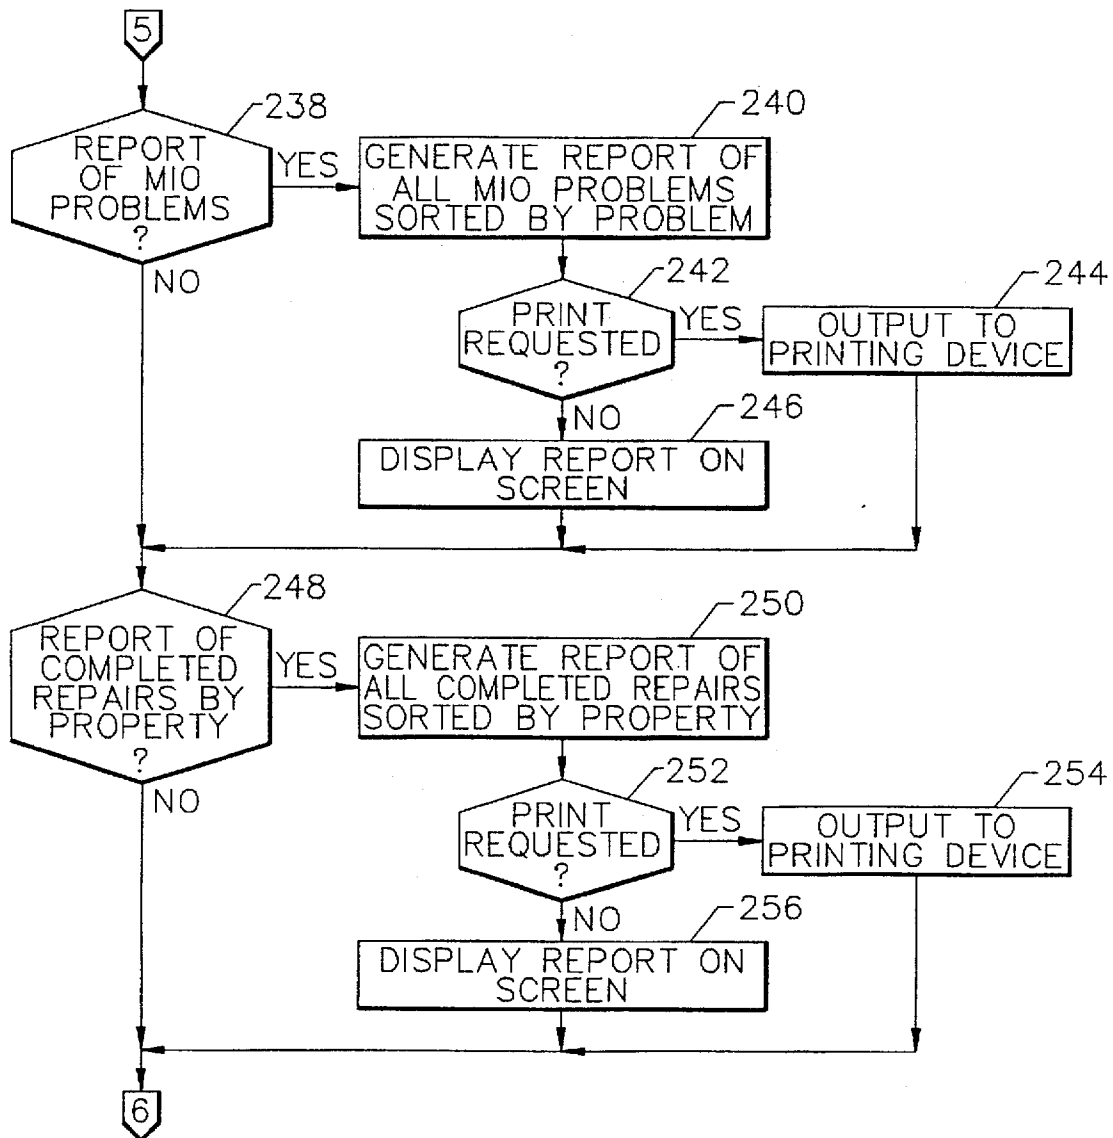 5
238
REPORT
OF MIO
PROBLEMS
?
YES
NO
240
GENERATE REPORT OF
ALL MIO PROBLEMS
SORTED BY PROBLEM
242
PRINT
REQUESTED
?
YES
NO
244
OUTPUT TO
PRINTING DEVICE
246
DISPLAY REPORT ON
SCREEN
248
REPORT OF
COMPLETED
REPAIRS BY
PROPERTY
?
YES
NO
250
GENERATE REPORT OF
ALL COMPLETED REPAIRS
SORTED BY PROPERTY
252
PRINT
REQUESTED
?
YES
NO
254
OUTPUT TO
PRINTING DEVICE
256
DISPLAY REPORT ON
SCREEN
6